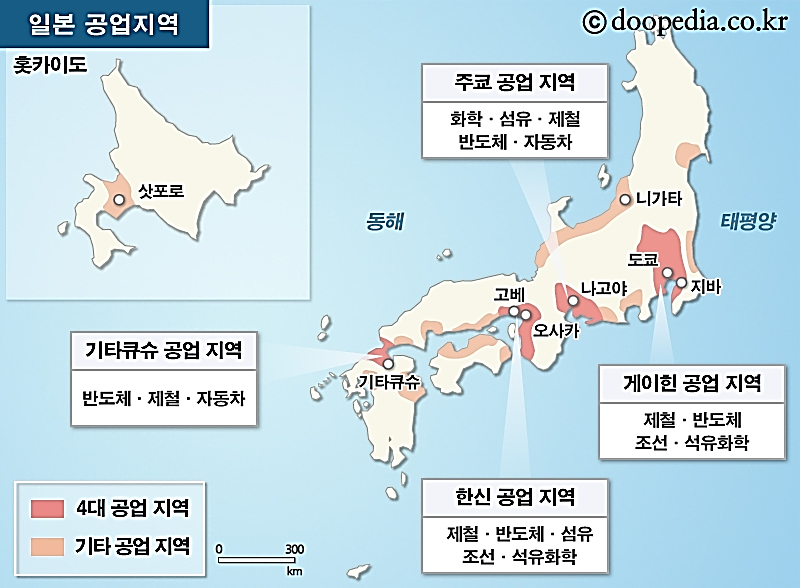 일본 공업지역
©doopedia.co.kr
홋카이도
삿포로
주쿄 공업 지역
화학 · 섬유 · 제철
반도체 · 자동차
니가타
동해
태평양
도쿄
지바
나고야
고베
오사카
기타큐슈 공업 지역
반도체 · 제철 · 자동차
기타큐슈
게이힌 공업 지역
제철 · 반도체
조선 · 석유화학
한신 공업 지역
제철 · 반도체 · 섬유
조선 · 석유화학
4대 공업 지역
기타 공업 지역
0 300
km